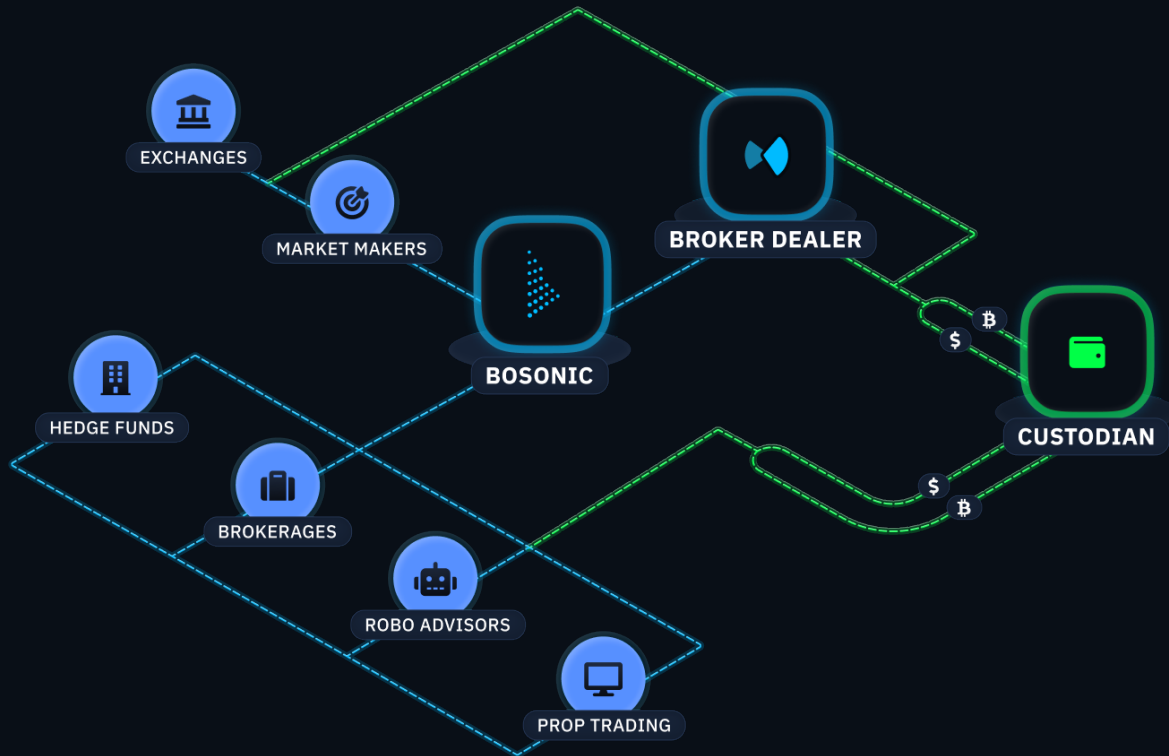 EXCHANGES
MARKET MAKERS
BROKER DEALER
$
₿
BOSONIC
HEDGE FUNDS
CUSTODIAN
BROKERAGES
$
₿
ROBO ADVISORS
PROP TRADING